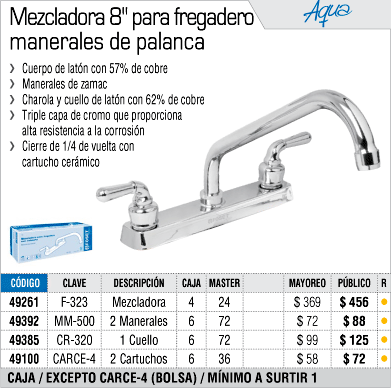 Mezcladora 8" para fregadero
manerales de palanca
Aqua
› Cuerpo de latón con 57% de cobre
› Manerales de zamac
› Charola y cuello de latón con 62% de cobre
› Triple capa de cromo que proporciona
alta resistencia a la corrosión
› Cierre de 1/4 de vuelta con
cartucho cerámico
CÓDIGO CLAVE DESCRIPCIÓN CAJA MASTER MAYOREO PÚBLICO R
49261 F-323 Mezcladora 4 24 $ 369 $ 456 ●
49392 MM-500 2 Manerales 6 72 $ 72 $ 88 ●
49385 CR-320 1 Cuello 6 72 $ 99 $ 125 ●
49100 CARCE-4 2 Cartuchos 6 36 $ 58 $ 72 ●
CAJA / EXCEPTO CARCE-4 (BOLSA) / MÍNIMO A SURTIR 1